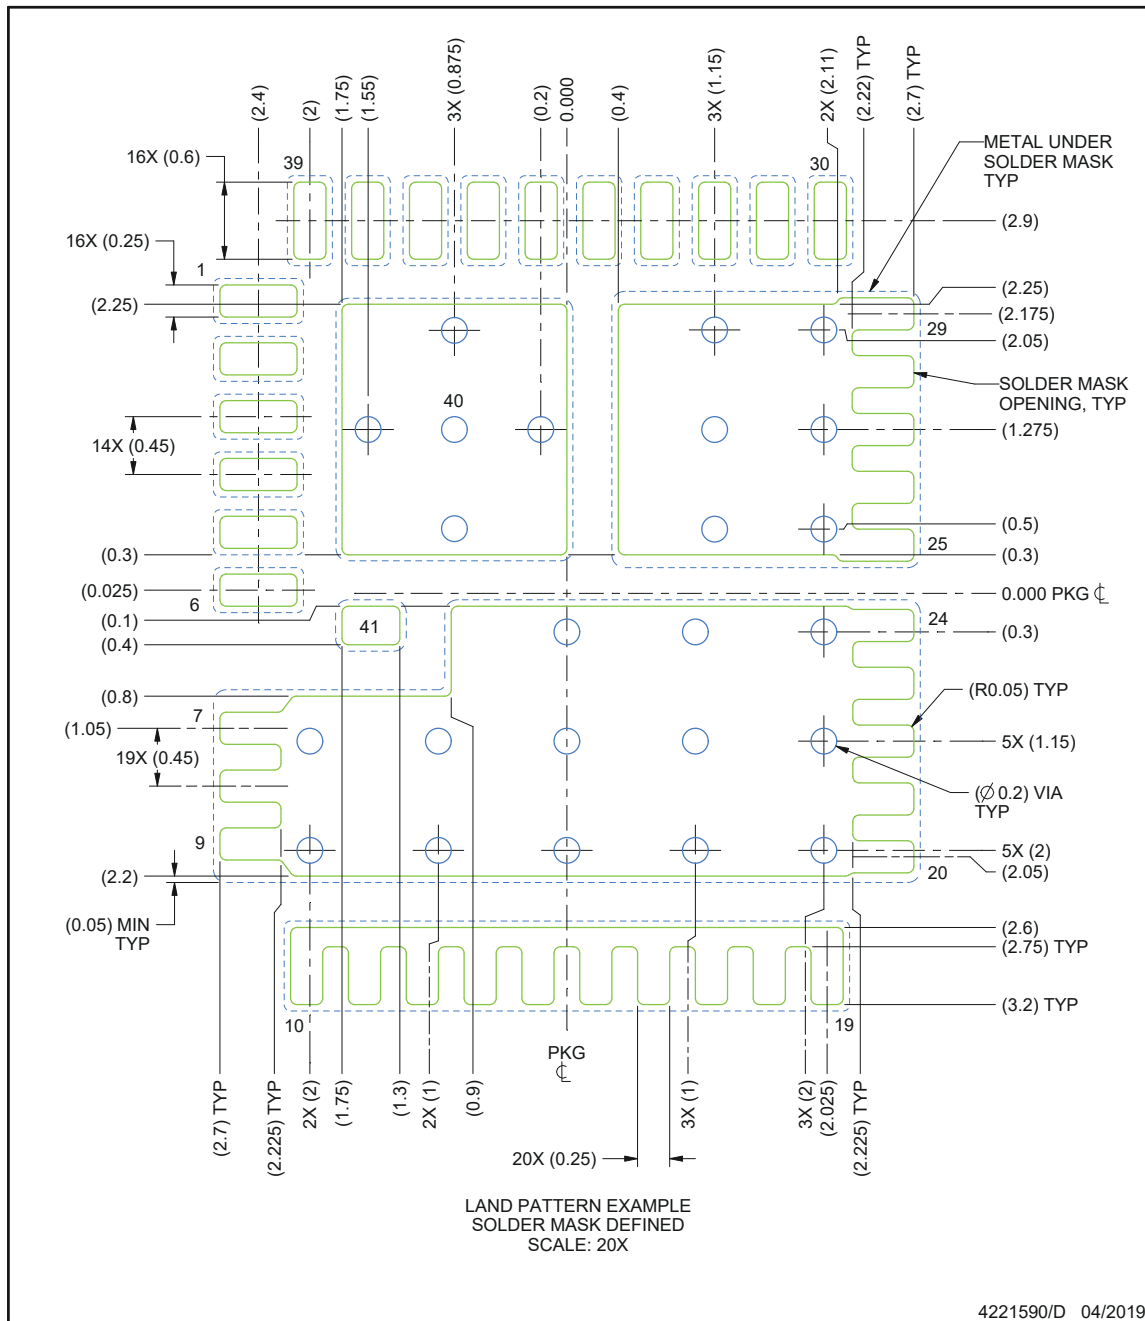 (2.4)
(2)
(1.75)
(1.55)
3X (0.875)
(0.2)
0.000
(0.4)
3X (1.15)
2X (2.11)
(2.22) TYP
(2.7) TYP
16X (0.6)
39
30
METAL UNDER
SOLDER MASK
TYP
(2.9)
16X (0.25)
1
(2.25)
(2.25)
(2.175)
29
(2.05)
SOLDER MASK
OPENING, TYP
40
(1.275)
14X (0.45)
(0.5)
25
(0.3)
(0.3)
(0.025)
6
0.000 PKG ℄
(0.1)
41
24
(0.4)
(0.3)
(0.8)
(R0.05) TYP
7
(1.05)
19X (0.45)
5X (1.15)
(∅ 0.2) VIA
TYP
9
5X (2)
(2.05)
(2.2)
20
(0.05) MIN
TYP
(2.6)
(2.75) TYP
(3.2) TYP
10
19
PKG
℄
(2.7) TYP
(2.225) TYP
2X (2)
(1.75)
(1.3)
2X (1)
(0.9)
3X (1)
3X (2)
(2.025)
(2.225) TYP
20X (0.25)
LAND PATTERN EXAMPLE
SOLDER MASK DEFINED
SCALE: 20X
4221590/D 04/2019